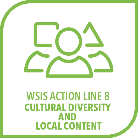 WSIS ACTION LINE 8
CULTURAL DIVERSITY
AND
LOCAL CONTENT